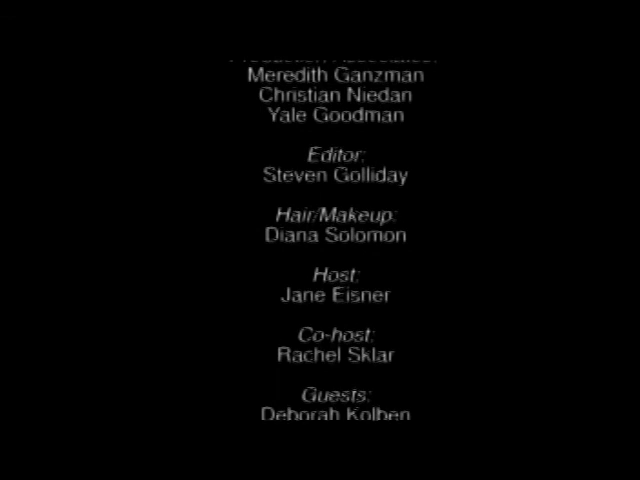 Meredith Ganzman
Christian Niedan
Yale Goodman
Editor:
Steven Golliday
Hair/Makeup:
Diana Solomon
Host:
Jane Eisner
Co-host:
Rachel Sklar
Guests:
Deborah Kolben